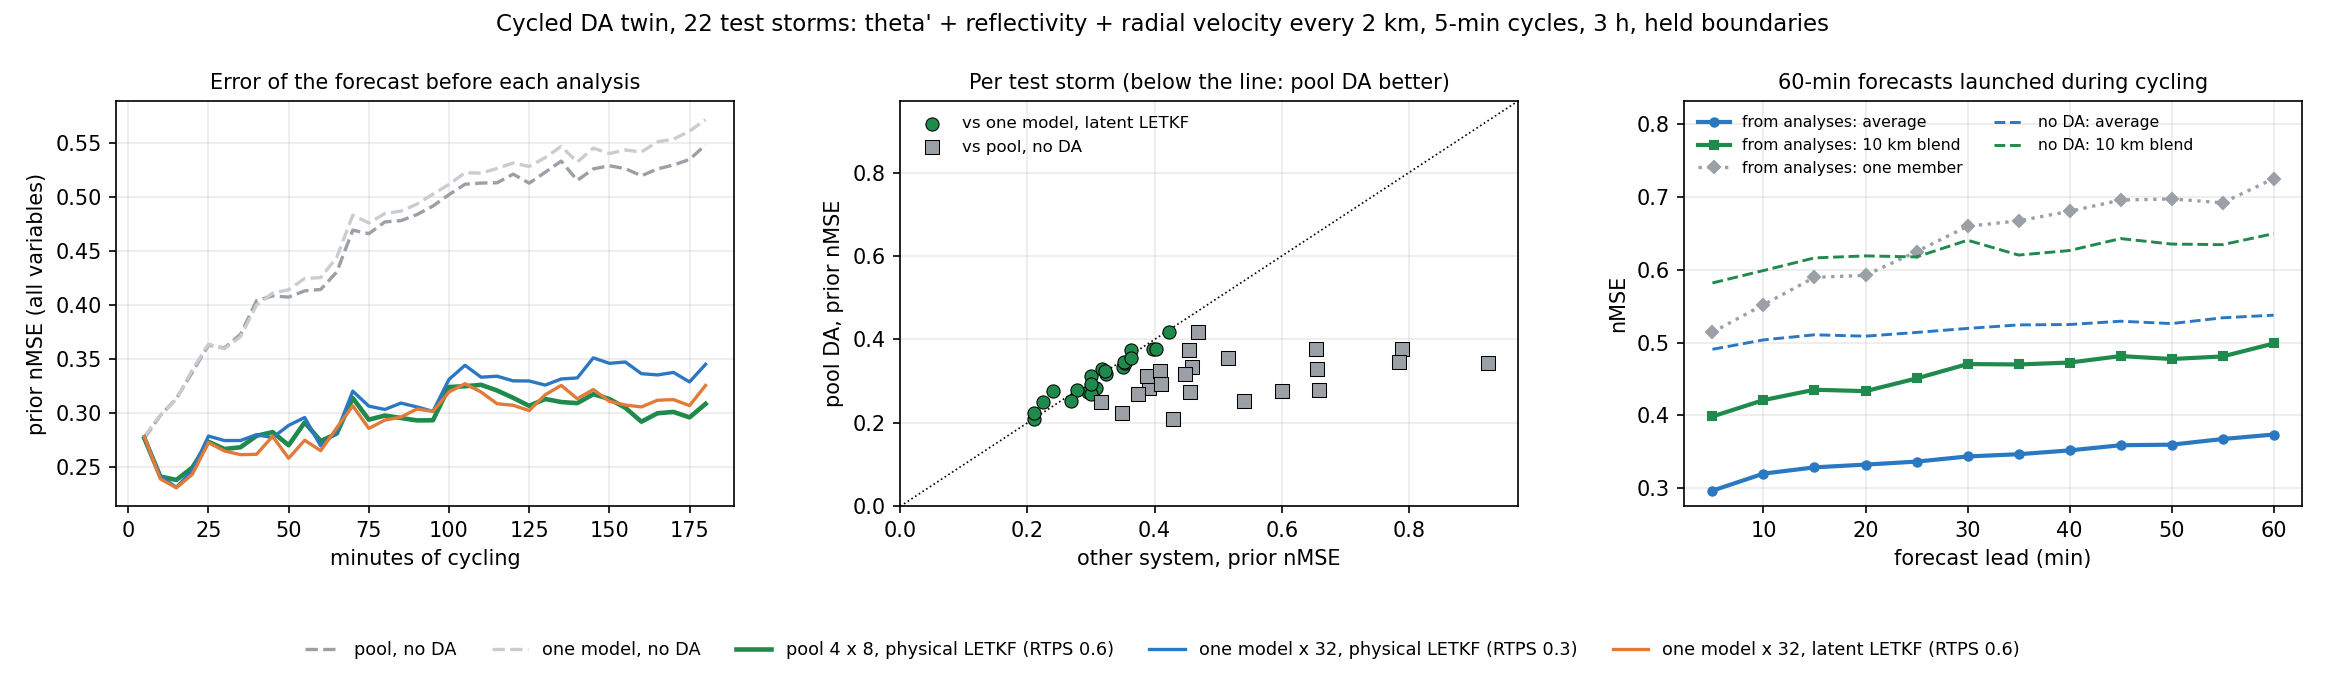 Cycled DA twin, 22 test storms: theta' + reflectivity + radial velocity every 2 km, 5-min cycles, 3 h, held boundaries
Error of the forecast before each analysis
prior nMSE (all variables)
0.55
0.50
0.45
0.40
0.35
0.30
0.25
0 25 50 75 100 125 150 175
minutes of cycling
Per test storm (below the line: pool DA better)
vs one model, latent LETKF
vs pool, no DA
pool DA, prior nMSE
0.8
0.6
0.4
0.2
0.0
0.0 0.2 0.4 0.6 0.8
other system, prior nMSE
60-min forecasts launched during cycling
from analyses: average
from analyses: 10 km blend
from analyses: one member
no DA: average
no DA: 10 km blend
nMSE
0.8
0.7
0.6
0.5
0.4
0.3
10 20 30 40 50 60
forecast lead (min)
pool, no DA
one model, no DA
pool 4 x 8, physical LETKF (RTPS 0.6)
one model x 32, physical LETKF (RTPS 0.3)
one model x 32, latent LETKF (RTPS 0.6)